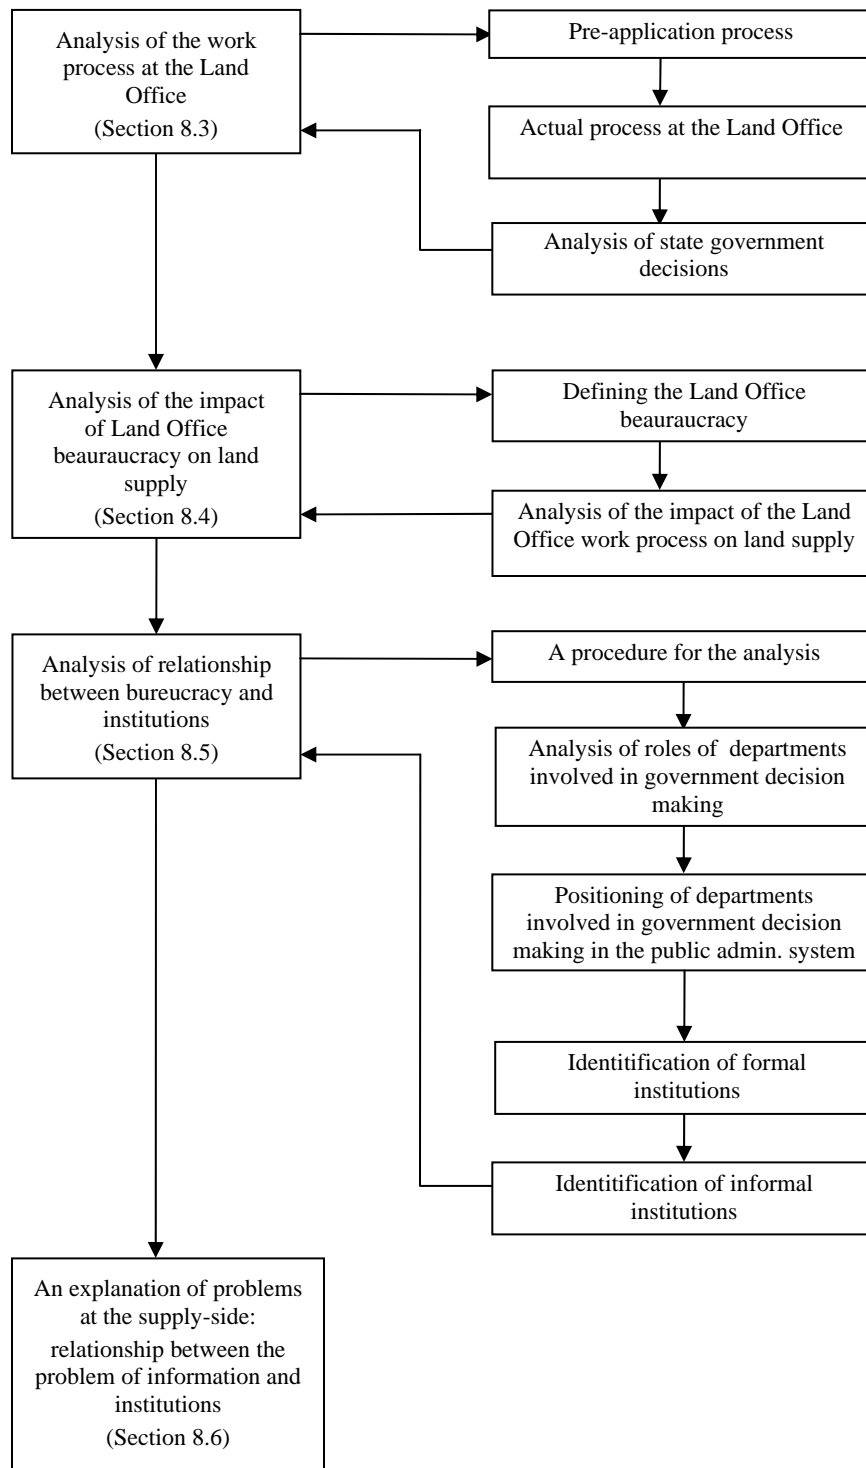 Analysis of the work
process at the Land
Office
(Section 8.3)
Pre-application process
Actual process at the Land Office
Analysis of state government
decisions
Analysis of the impact
of Land Office
beauraucracy on land
supply
(Section 8.4)
Defining the Land Office
beauraucracy
Analysis of the impact of the Land
Office work process on land supply
Analysis of relationship
between bureucracy and
institutions
(Section 8.5)
A procedure for the analysis
Analysis of roles of departments
involved in government decision
making
Positioning of departments
involved in government decision
making in the public admin. system
Identitification of formal
institutions
Identitification of informal
institutions
An explanation of problems
at the supply-side:
relationship between the
problem of information and
institutions
(Section 8.6)